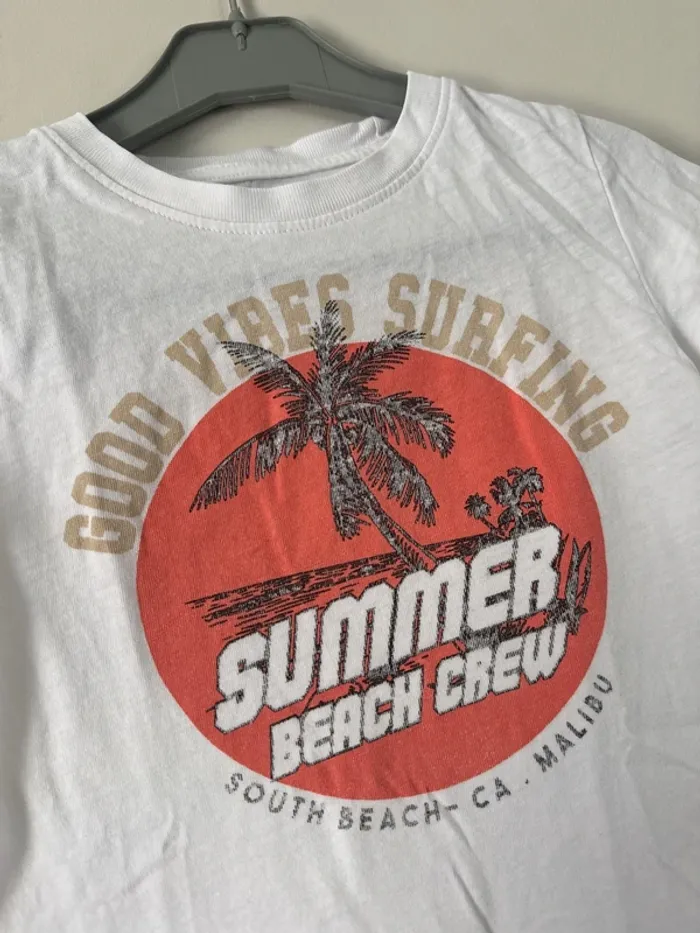 GOOD VIBES SURFING
SUMMER
BEACH CREW
SOUTH BEACH- CA . MALIBU